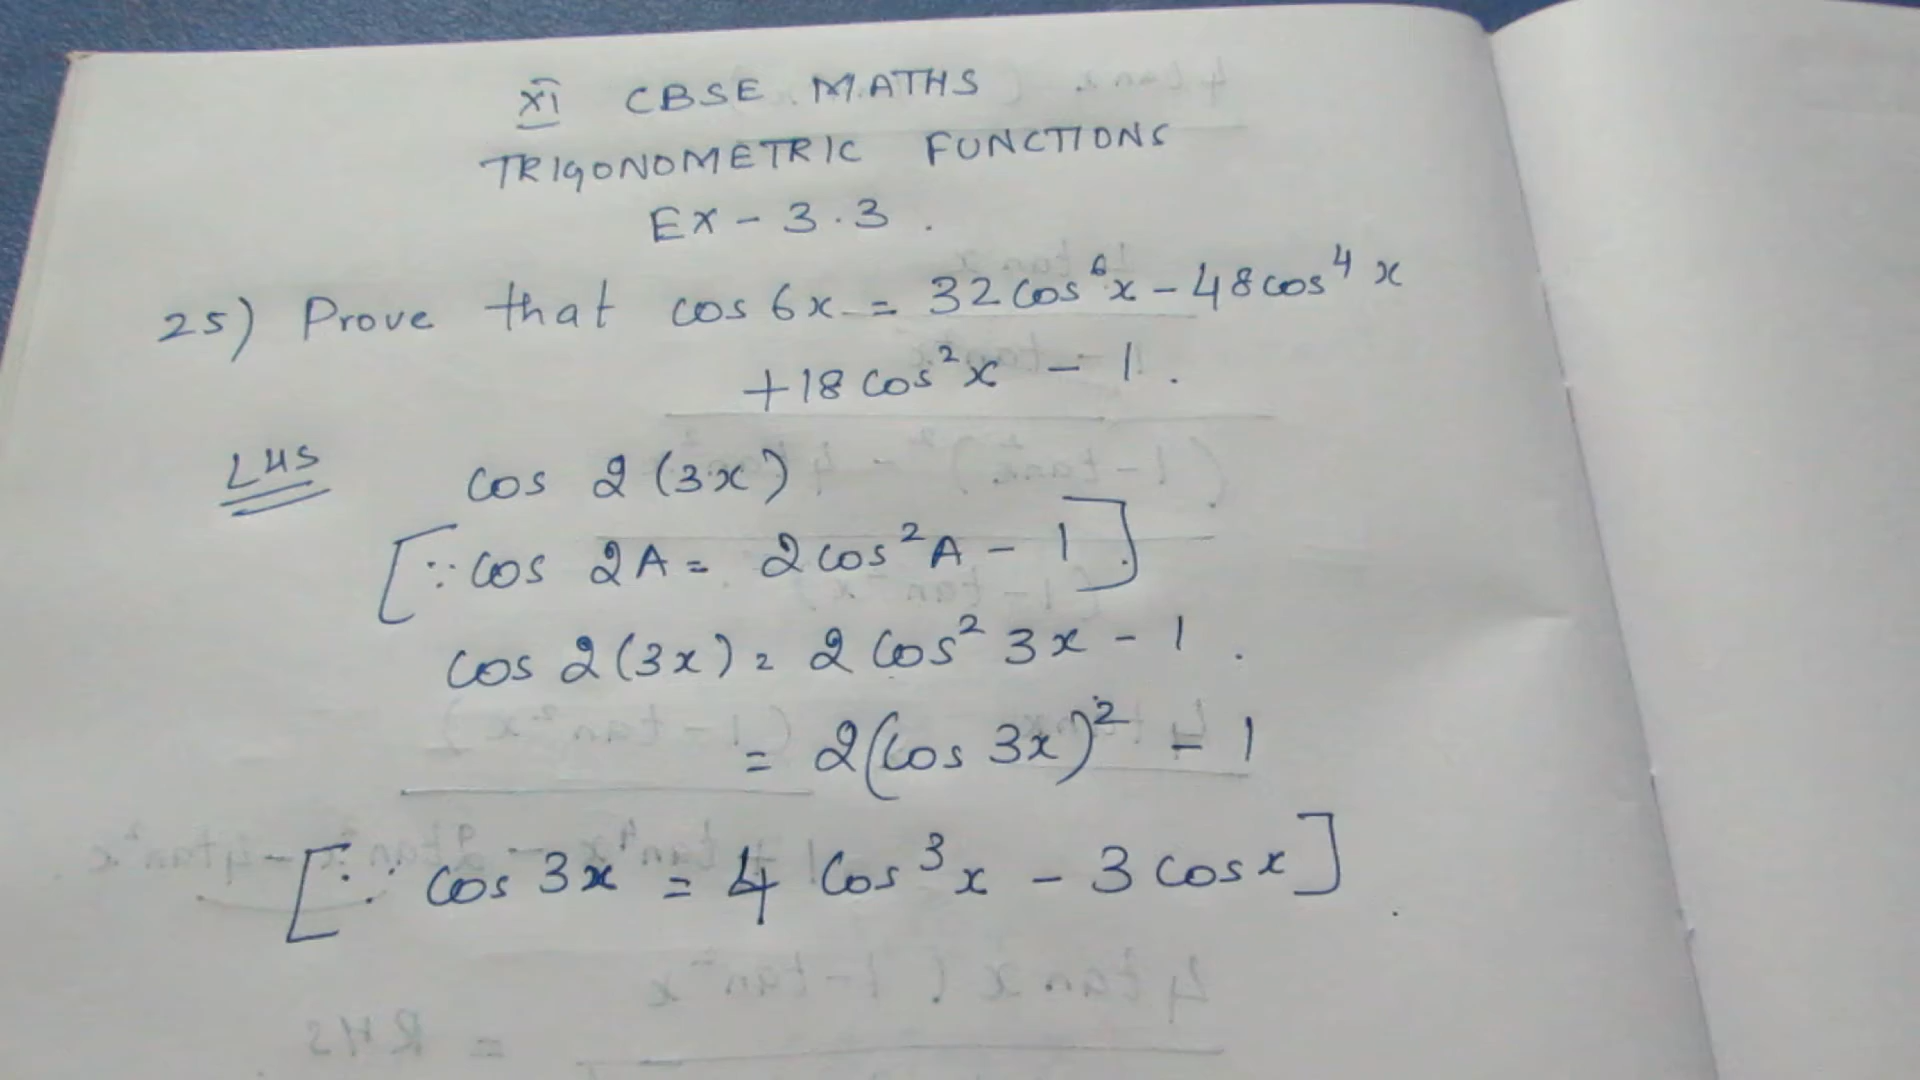 XI CBSE MATHS
TRIGONOMETRIC FUNCTIONS
EX - 3.3.
25) Prove that cos 6x = 32 cos⁶x - 48 cos⁴ x
+ 18 cos²x - 1.
LHS cos 2 (3x)
[∵ cos 2A = 2 cos²A - 1]
cos 2(3x) = 2 cos² 3x - 1.
= 2(cos 3x)² - 1
[∵ cos 3x = 4 cos³x - 3 cosx]